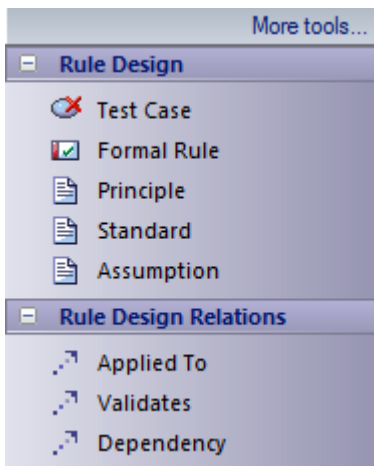 More tools...
Rule Design
Test Case
Formal Rule
Principle
Standard
Assumption
Rule Design Relations
Applied To
Validates
Dependency